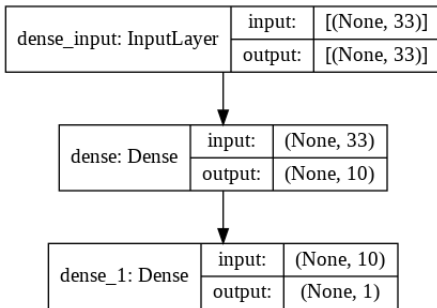 dense_input: InputLayer
input: [(None, 33)]
output: [(None, 33)]
dense: Dense
input: (None, 33)
output: (None, 10)
dense_1: Dense
input: (None, 10)
output: (None, 1)